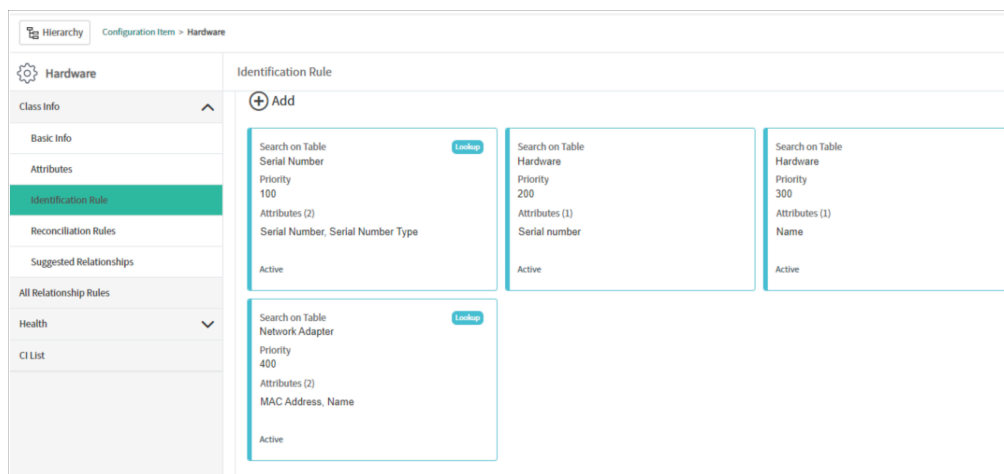 Hierarchy
Configuration Item > Hardware
Hardware
Class Info
Basic Info
Attributes
Identification Rule
Reconciliation Rules
Suggested Relationships
All Relationship Rules
Health
CI List
Identification Rule
Add
Search on Table
Lookup
Serial Number
Priority
100
Attributes (2)
Serial Number, Serial Number Type
Active
Search on Table
Hardware
Priority
200
Attributes (1)
Serial number
Active
Search on Table
Hardware
Priority
300
Attributes (1)
Name
Active
Search on Table
Lookup
Network Adapter
Priority
400
Attributes (2)
MAC Address, Name
Active